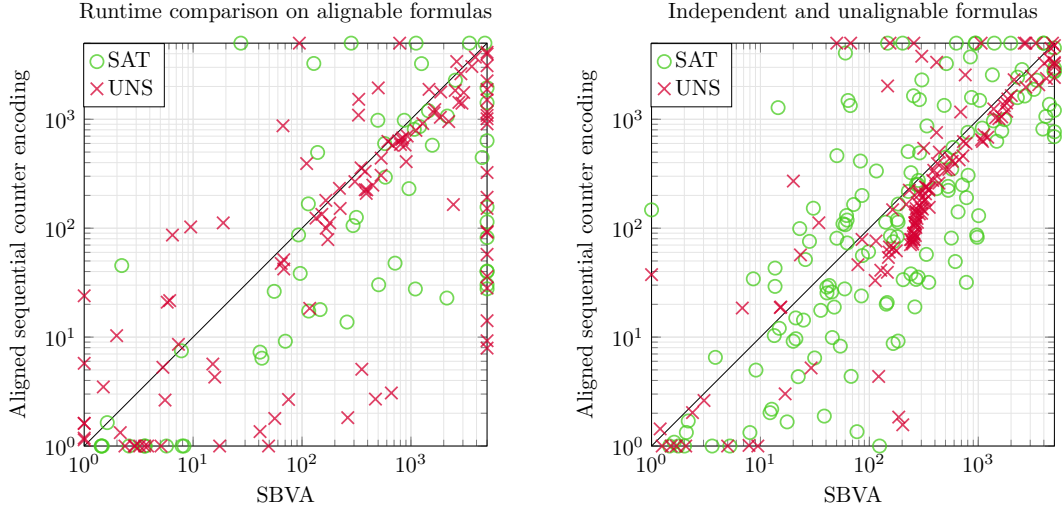 Runtime comparison on alignable formulas
SAT
UNS
Aligned sequential counter encoding
10^3
10^2
10^1
10^0
10^0 10^1 10^2 10^3
SBVA
Independent and unalignable formulas
SAT
UNS
Aligned sequential counter encoding
10^3
10^2
10^1
10^0
10^0 10^1 10^2 10^3
SBVA